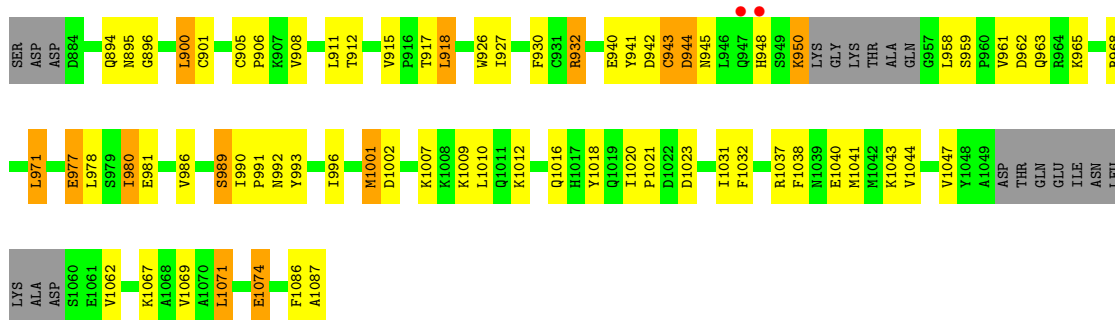 SER ASP ASP D884 Q894 N895 G896 L900 C901 C905 P906 K907 V908 L911 T912 V915 P916 T917 L918 W926 I927 F930 C931 R932 E940 Y941 D942 C943 D944 N945 L946 Q947 H948 S949 K950 LYS GLY LYS THR ALA GLN G957 L958 S959 P960 V961 D962 Q963 R964 K965
L971 E977 L978 S979 I980 E981 V986 S989 I990 P991 N992 Y993 I996 M1001 D1002 K1007 K1008 K1009 L1010 Q1011 K1012 Q1016 H1017 Y1018 Q1019 I1020 P1021 D1022 D1023 I1031 F1032 R1037 F1038 N1039 E1040 M1041 M1042 K1043 V1044 V1047 Y1048 A1049 ASP THR GLN GLU ILE ASN LEU
LYS ALA ASP S1060 E1061 V1062 K1067 A1068 V1069 A1070 L1071 E1074 F1086 A1087